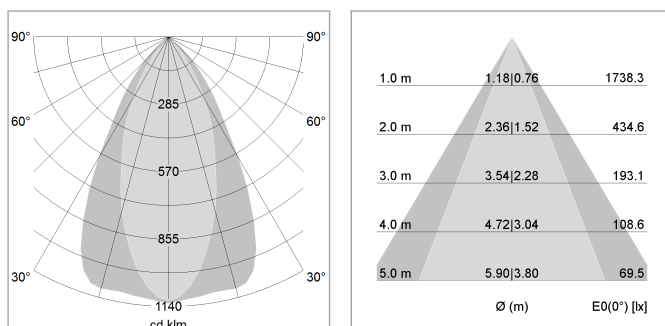 90° 90°
285
60° 60°
570
855
30° 30°
1140
cd klm
1.0 m 1.18|0.76 1738.3
2.0 m 2.36|1.52 434.6
3.0 m 3.54|2.28 193.1
4.0 m 4.72|3.04 108.6
5.0 m 5.90|3.80 69.5
Ø (m) E0(0°) [lx]